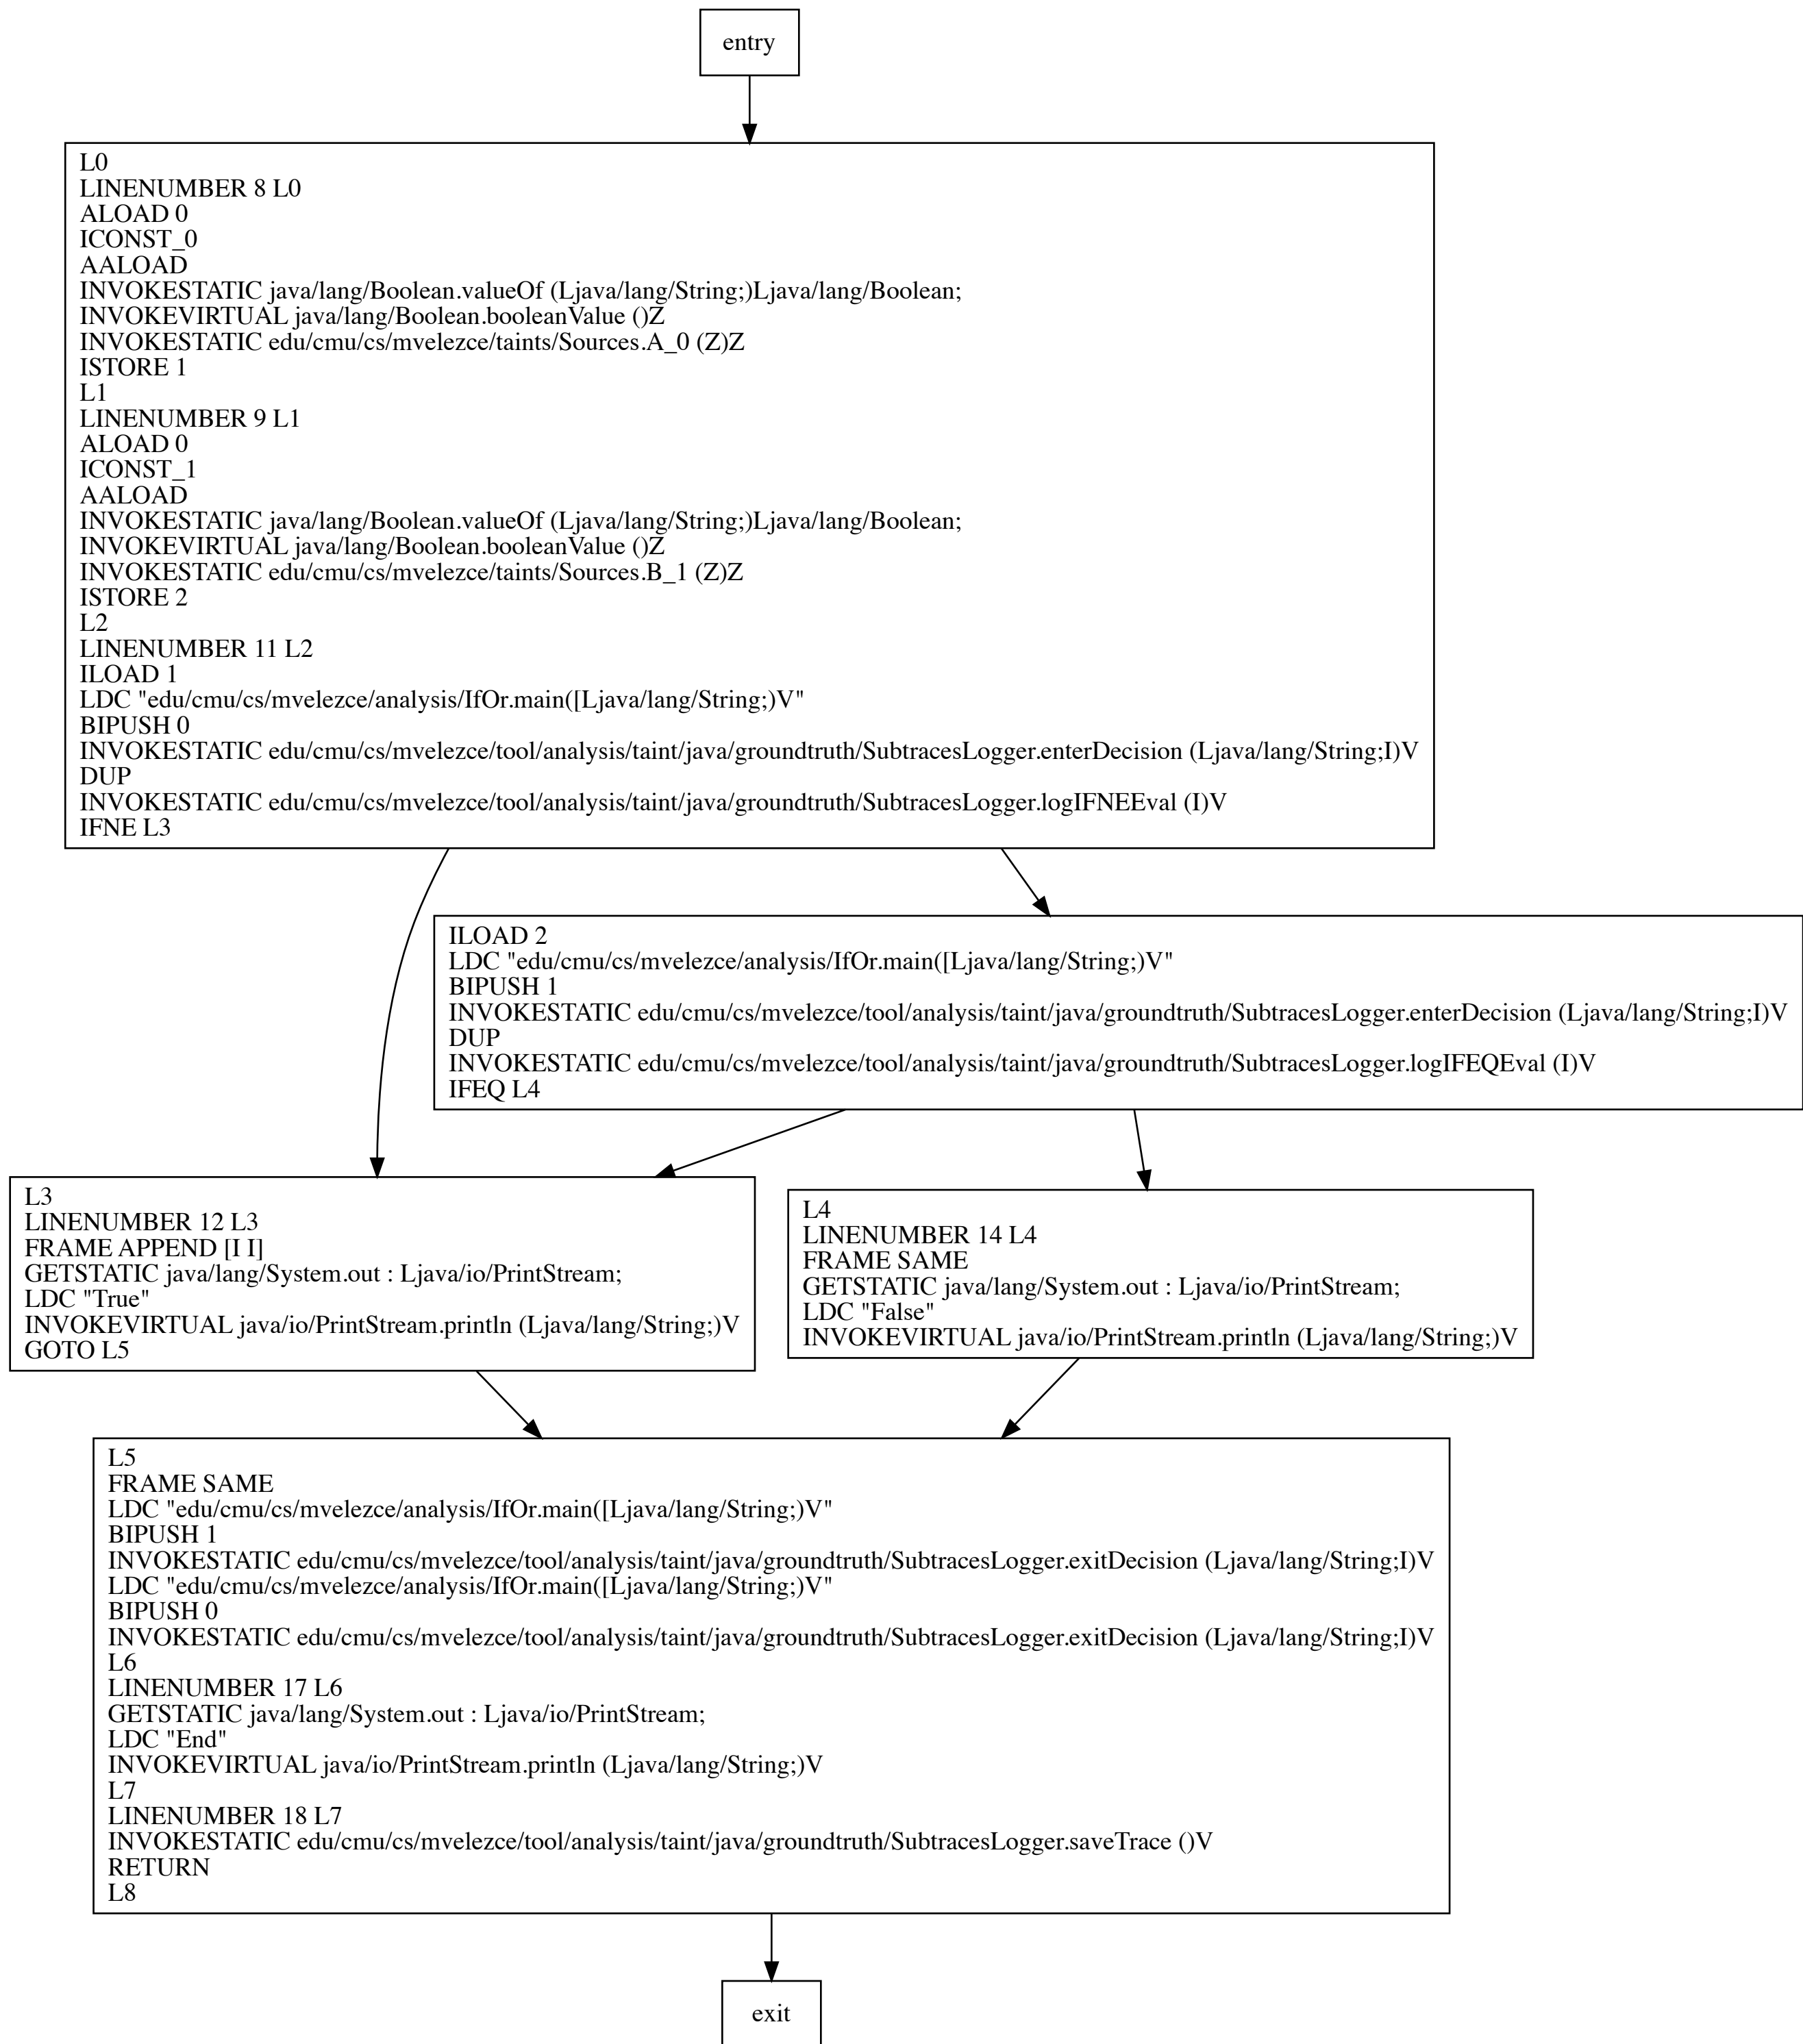 entry
L0
LINENUMBER 8 L0
ALOAD 0
ICONST_0
AALOAD
INVOKESTATIC java/lang/Boolean.valueOf (Ljava/lang/String;)Ljava/lang/Boolean;
INVOKEVIRTUAL java/lang/Boolean.booleanValue ()Z
INVOKESTATIC edu/cmu/cs/mvelezce/taints/Sources.A_0 (Z)Z
ISTORE 1
L1
LINENUMBER 9 L1
ALOAD 0
ICONST_1
AALOAD
INVOKESTATIC java/lang/Boolean.valueOf (Ljava/lang/String;)Ljava/lang/Boolean;
INVOKEVIRTUAL java/lang/Boolean.booleanValue ()Z
INVOKESTATIC edu/cmu/cs/mvelezce/taints/Sources.B_1 (Z)Z
ISTORE 2
L2
LINENUMBER 11 L2
ILOAD 1
LDC "edu/cmu/cs/mvelezce/analysis/IfOr.main([Ljava/lang/String;)V"
BIPUSH 0
INVOKESTATIC edu/cmu/cs/mvelezce/tool/analysis/taint/java/groundtruth/SubtracesLogger.enterDecision (Ljava/lang/String;I)V
DUP
INVOKESTATIC edu/cmu/cs/mvelezce/tool/analysis/taint/java/groundtruth/SubtracesLogger.logIFNEEval (I)V
IFNE L3
ILOAD 2
LDC "edu/cmu/cs/mvelezce/analysis/IfOr.main([Ljava/lang/String;)V"
BIPUSH 1
INVOKESTATIC edu/cmu/cs/mvelezce/tool/analysis/taint/java/groundtruth/SubtracesLogger.enterDecision (Ljava/lang/String;I)V
DUP
INVOKESTATIC edu/cmu/cs/mvelezce/tool/analysis/taint/java/groundtruth/SubtracesLogger.logIFEQEval (I)V
IFEQ L4
L3
LINENUMBER 12 L3
FRAME APPEND [I I]
GETSTATIC java/lang/System.out : Ljava/io/PrintStream;
LDC "True"
INVOKEVIRTUAL java/io/PrintStream.println (Ljava/lang/String;)V
GOTO L5
L4
LINENUMBER 14 L4
FRAME SAME
GETSTATIC java/lang/System.out : Ljava/io/PrintStream;
LDC "False"
INVOKEVIRTUAL java/io/PrintStream.println (Ljava/lang/String;)V
L5
FRAME SAME
LDC "edu/cmu/cs/mvelezce/analysis/IfOr.main([Ljava/lang/String;)V"
BIPUSH 1
INVOKESTATIC edu/cmu/cs/mvelezce/tool/analysis/taint/java/groundtruth/SubtracesLogger.exitDecision (Ljava/lang/String;I)V
LDC "edu/cmu/cs/mvelezce/analysis/IfOr.main([Ljava/lang/String;)V"
BIPUSH 0
INVOKESTATIC edu/cmu/cs/mvelezce/tool/analysis/taint/java/groundtruth/SubtracesLogger.exitDecision (Ljava/lang/String;I)V
L6
LINENUMBER 17 L6
GETSTATIC java/lang/System.out : Ljava/io/PrintStream;
LDC "End"
INVOKEVIRTUAL java/io/PrintStream.println (Ljava/lang/String;)V
L7
LINENUMBER 18 L7
INVOKESTATIC edu/cmu/cs/mvelezce/tool/analysis/taint/java/groundtruth/SubtracesLogger.saveTrace ()V
RETURN
L8
exit